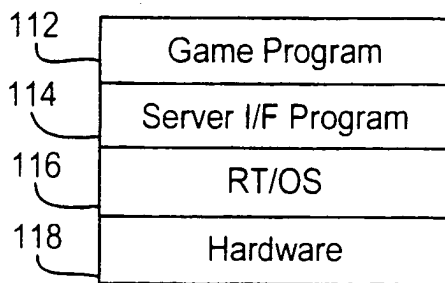 112
Game Program
114
Server I/F Program
116
RT/OS
118
Hardware